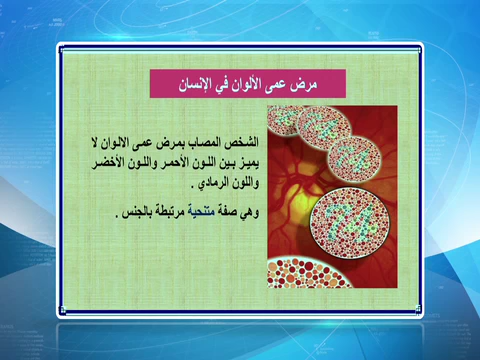 مرض عمى الألوان في الإنسان
الشخص المصاب بمرض عمى الالوان لا
يميز بين اللون الأحمر واللون الأخضر
واللون الرمادي .
وهي صفة متنحية مرتبطة بالجنس .
74